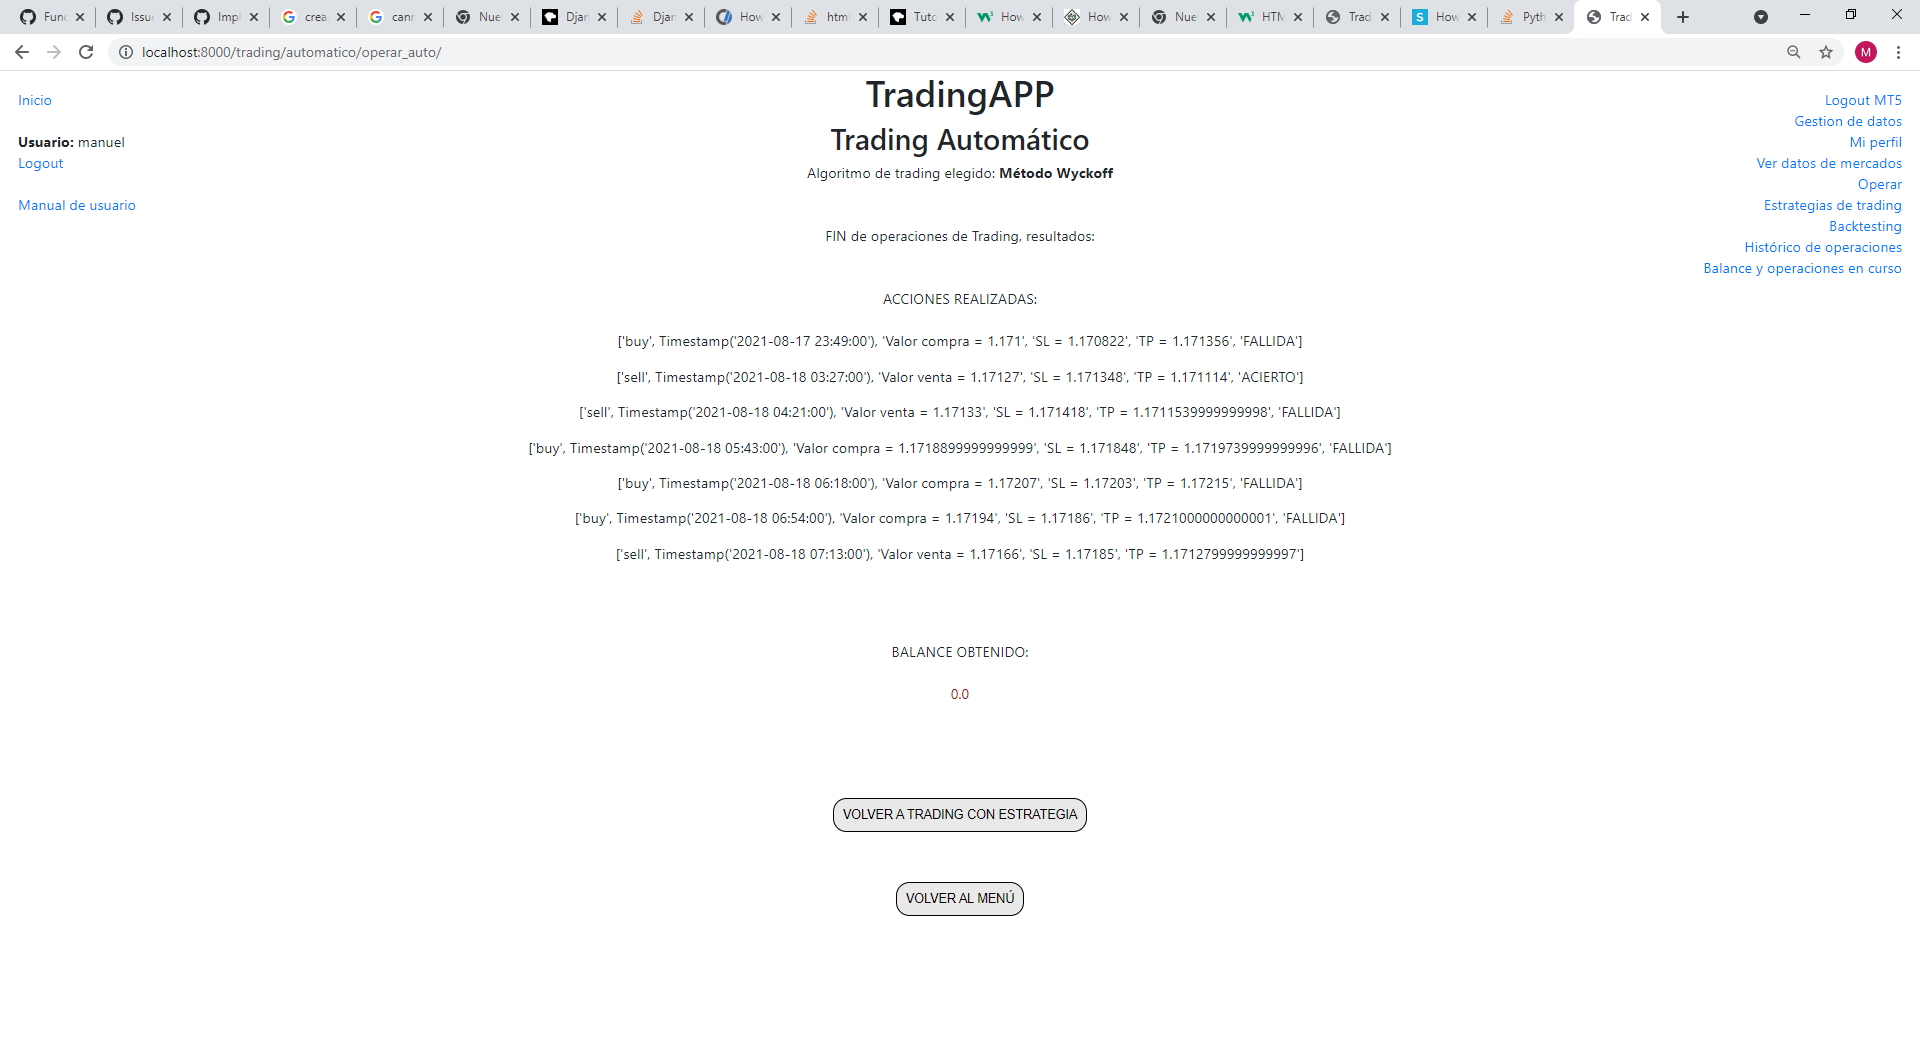 Func
Issu
Impl
crea
cann
Nue
Djan
Djan
How
html
Tuto
How
How
Nue
HTM
Trad
How
Pyth
Trad
localhost:8000/trading/automatico/operar_auto/
M
Inicio
Usuario: manuel
Logout
Manual de usuario
TradingAPP
Trading Automático
Algoritmo de trading elegido: Método Wyckoff
Logout MT5
Gestion de datos
Mi perfil
Ver datos de mercados
Operar
Estrategias de trading
Backtesting
Histórico de operaciones
Balance y operaciones en curso
FIN de operaciones de Trading, resultados:
ACCIONES REALIZADAS:
['buy', Timestamp('2021-08-17 23:49:00'), 'Valor compra = 1.171', 'SL = 1.170822', 'TP = 1.171356', 'FALLIDA']
['sell', Timestamp('2021-08-18 03:27:00'), 'Valor venta = 1.17127', 'SL = 1.171348', 'TP = 1.171114', 'ACIERTO']
['sell', Timestamp('2021-08-18 04:21:00'), 'Valor venta = 1.17133', 'SL = 1.171418', 'TP = 1.1711539999999998', 'FALLIDA']
['buy', Timestamp('2021-08-18 05:43:00'), 'Valor compra = 1.1718899999999999', 'SL = 1.171848', 'TP = 1.1719739999999996', 'FALLIDA']
['buy', Timestamp('2021-08-18 06:18:00'), 'Valor compra = 1.17207', 'SL = 1.17203', 'TP = 1.17215', 'FALLIDA']
['buy', Timestamp('2021-08-18 06:54:00'), 'Valor compra = 1.17194', 'SL = 1.17186', 'TP = 1.1721000000000001', 'FALLIDA']
['sell', Timestamp('2021-08-18 07:13:00'), 'Valor venta = 1.17166', 'SL = 1.17185', 'TP = 1.1712799999999997']
BALANCE OBTENIDO:
0.0
VOLVER A TRADING CON ESTRATEGIA
VOLVER AL MENÚ